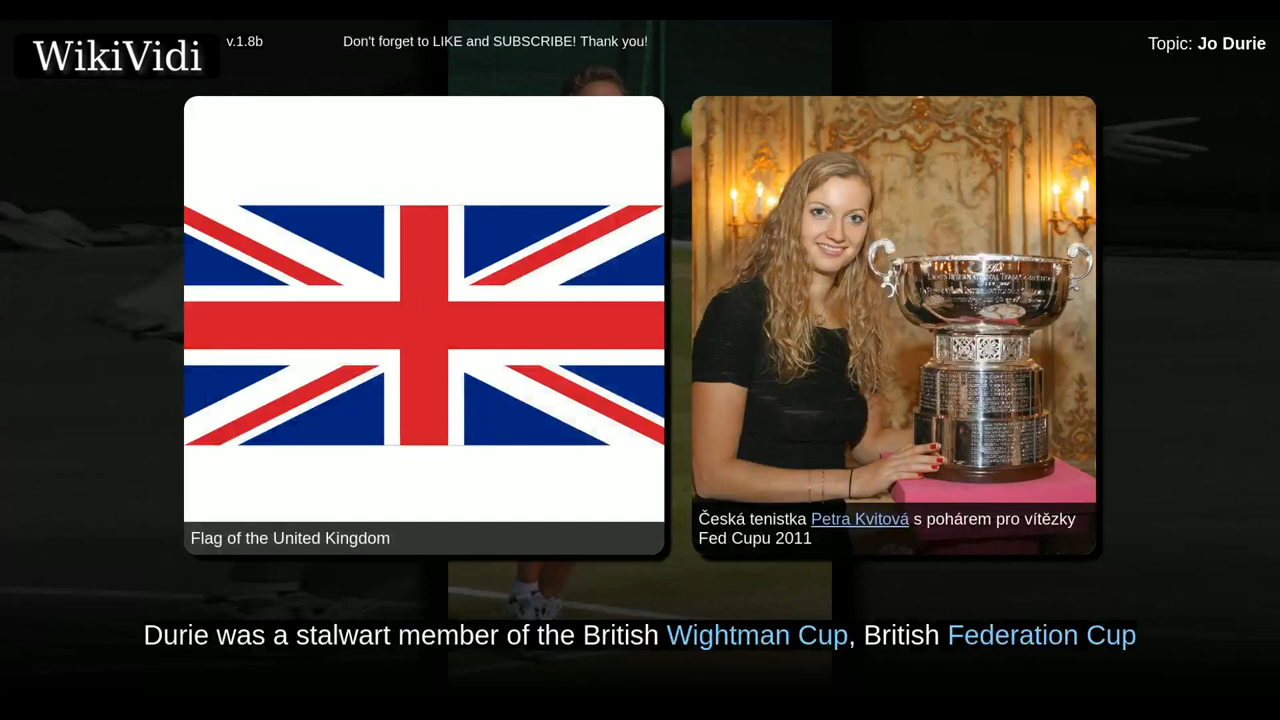 WikiVidi
v.1.8b
Don't forget to LIKE and SUBSCRIBE! Thank you!
Topic: Jo Durie
Flag of the United Kingdom
Česká tenistka Petra Kvitová s pohárem pro vítězky
Fed Cupu 2011
Durie was a stalwart member of the British Wightman Cup, British Federation Cup